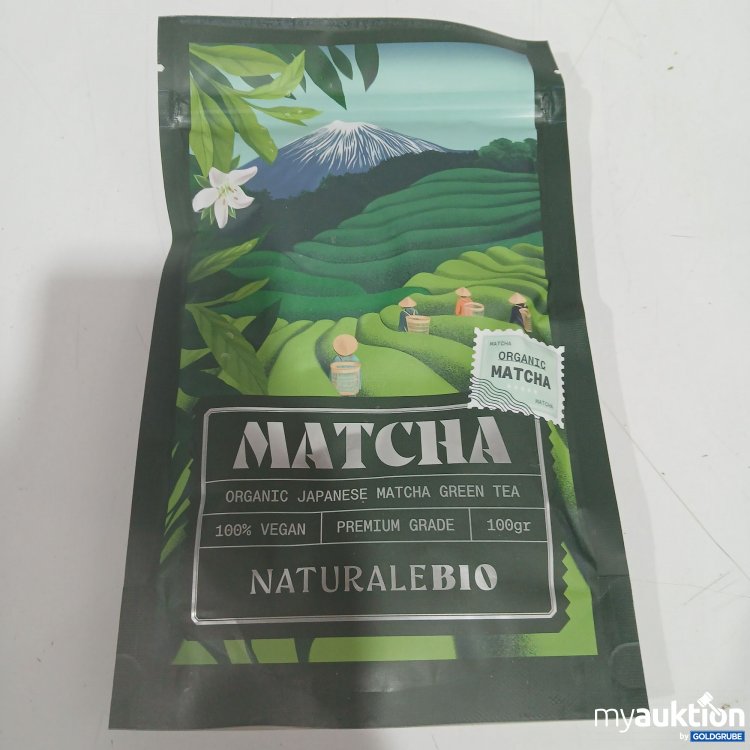 MATCHA
ORGANIC
MATCHA
MATCHA
MATCHA
ORGANIC JAPANESE MATCHA GREEN TEA
100% VEGAN PREMIUM GRADE 100gr
NATURALEBIO
myauktion
by GOLDGRUBE